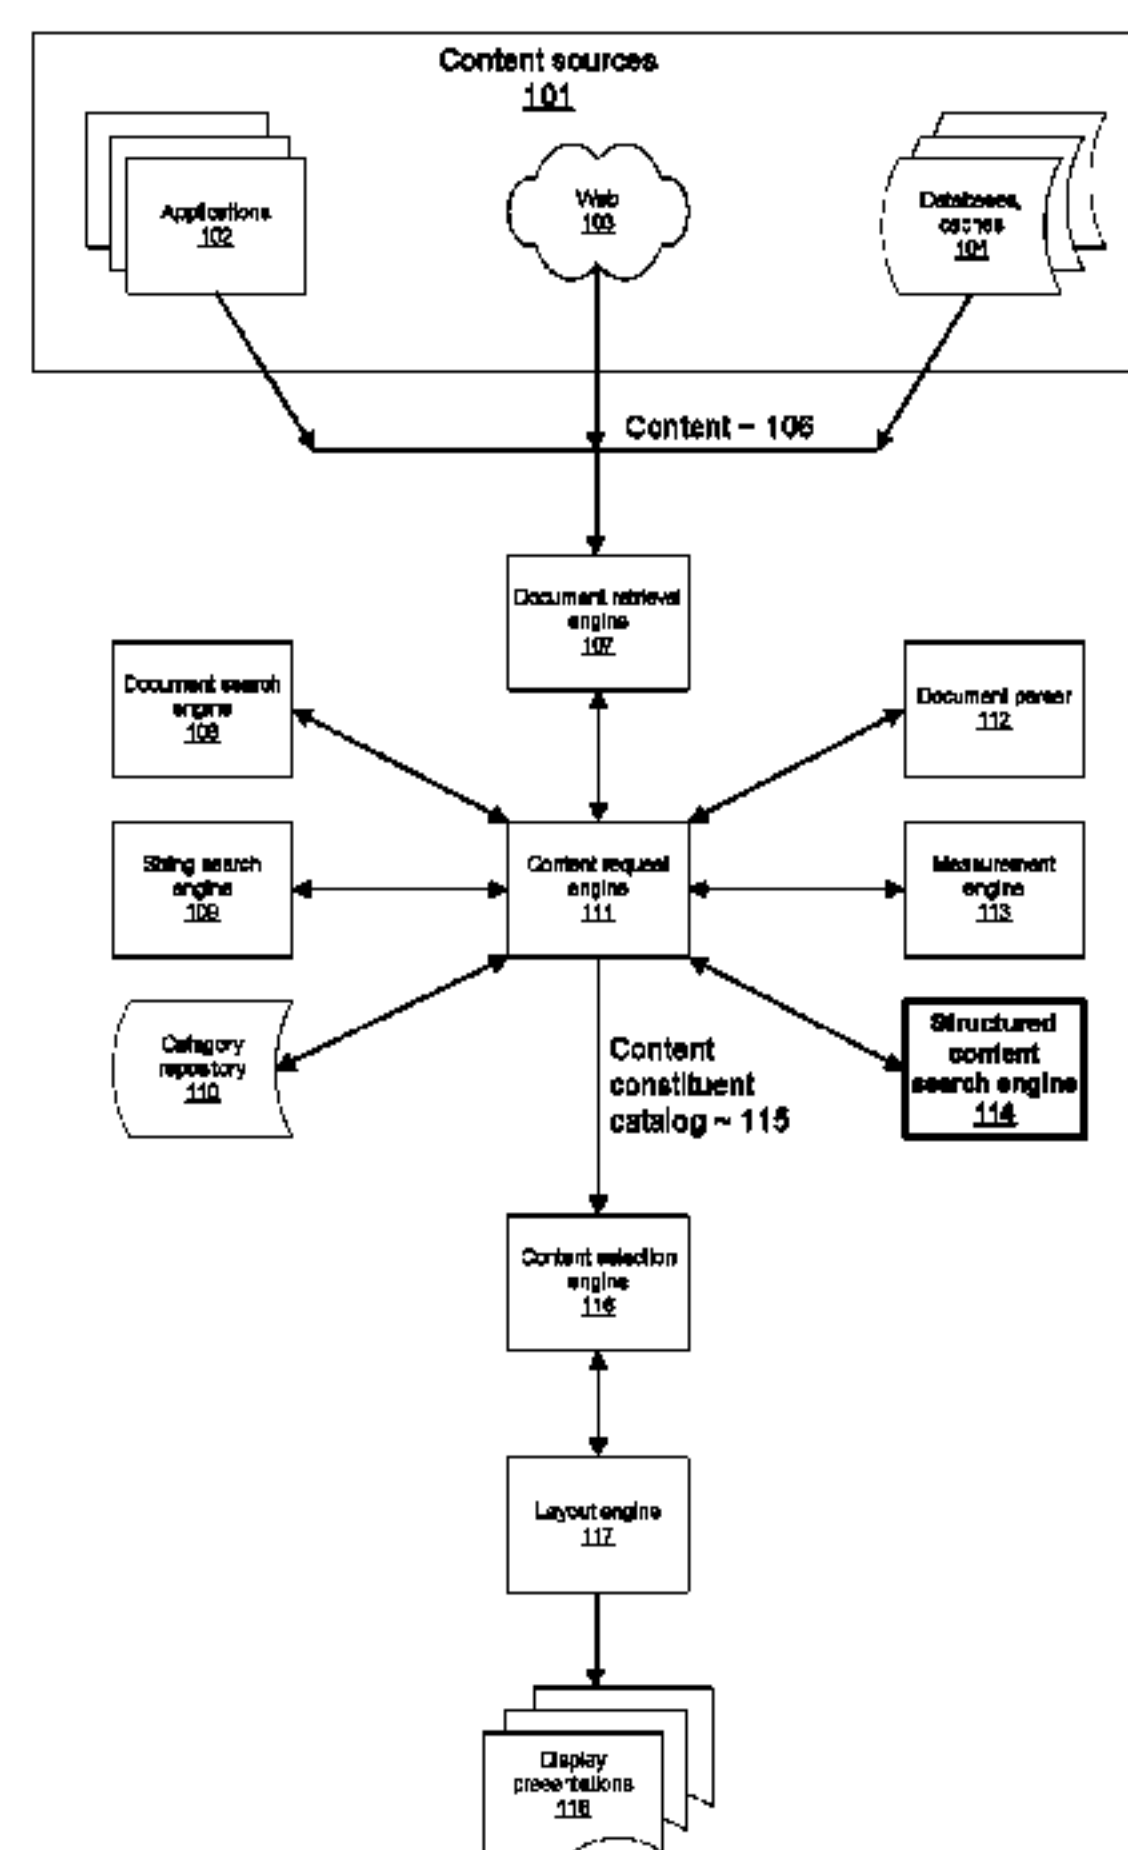 Content sources
101
Applications
102
Web
103
Databases,
caches
104
Content ~ 106
Document retrieval
engine
107
Document search
engine
108
Document parser
112
String search
engine
109
Content request
engine
111
Measurement
engine
113
Category
repository
110
Content
constituent
catalog ~ 115
Structured
content
search engine
114
Content selection
engine
116
Layout engine
117
Display
presentations
118